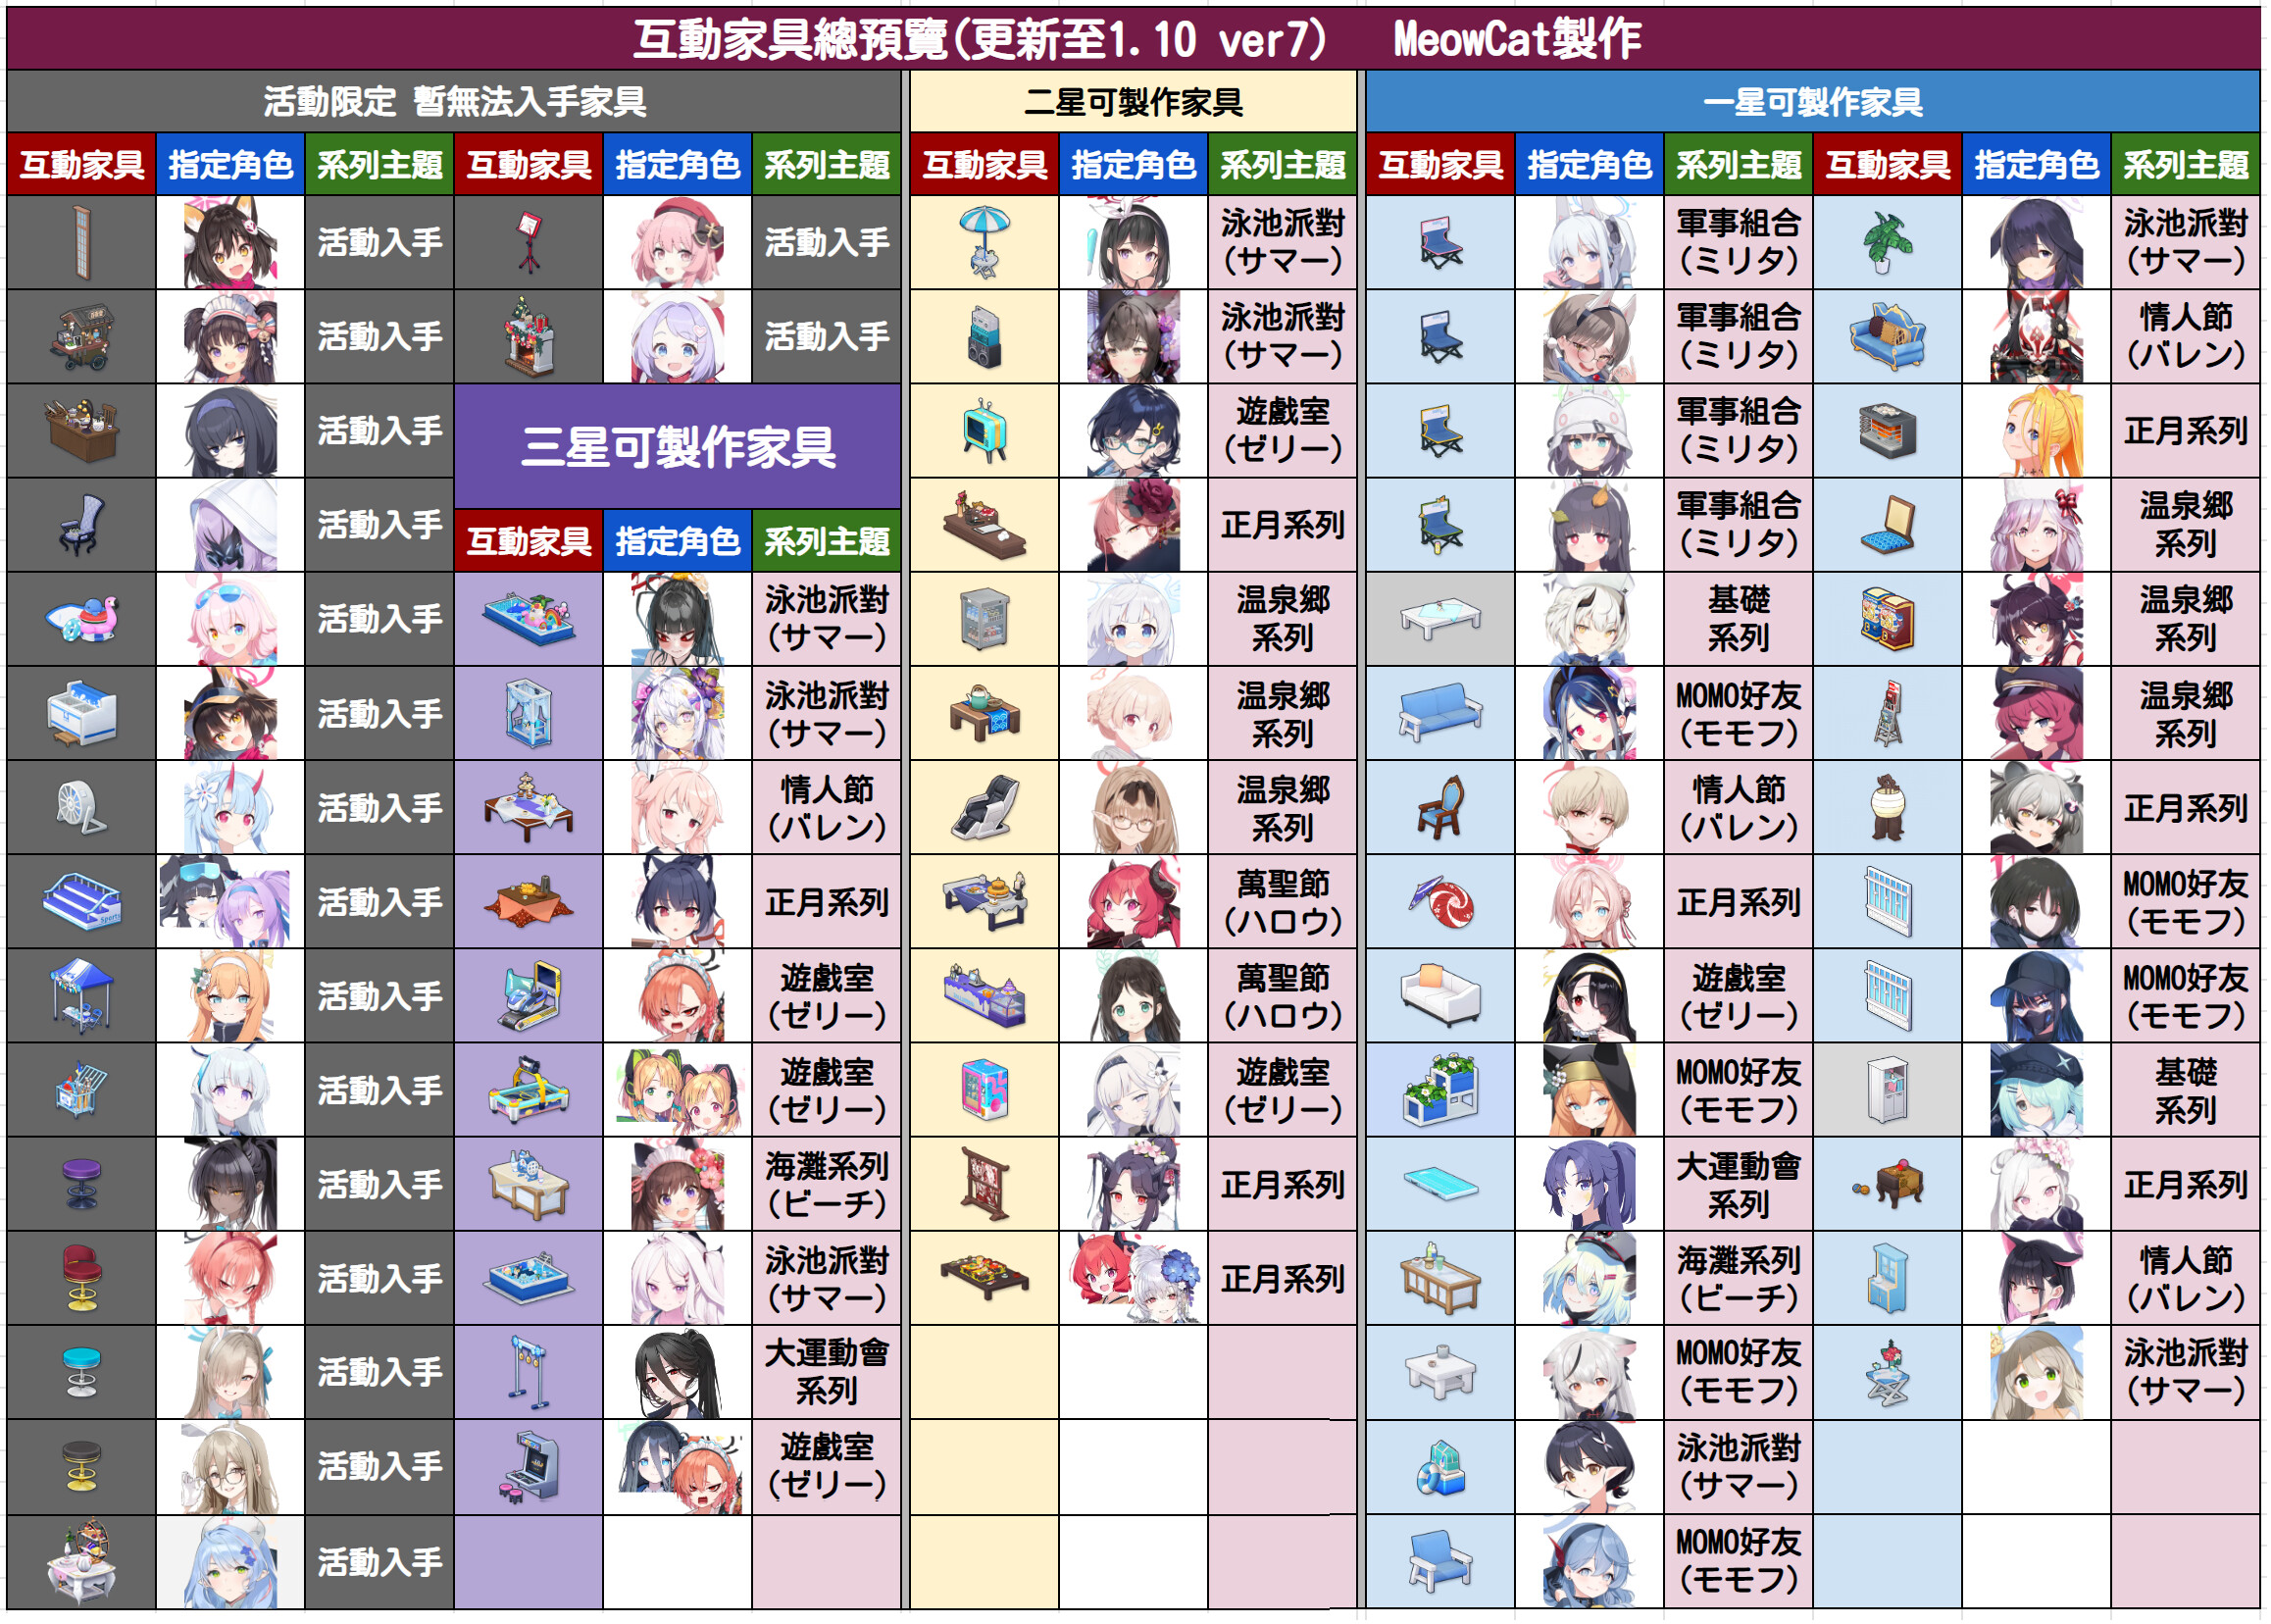 互動家具總預覽(更新至1.10 ver7) MeowCat製作
活動限定 暫無法入手家具
互動家具 指定角色 系列主題 互動家具 指定角色 系列主題
活動入手 活動入手
活動入手 活動入手
活動入手
活動入手
活動入手
活動入手
活動入手
Sports 活動入手
活動入手
活動入手
活動入手
活動入手
活動入手
活動入手
活動入手
三星可製作家具
互動家具 指定角色 系列主題
泳池派對
(サマー)
泳池派對
(サマー)
情人節
(バレン)
正月系列
遊戲室
(ゼリー)
遊戲室
(ゼリー)
海灘系列
(ビーチ)
泳池派對
(サマー)
大運動會
系列
遊戲室
(ゼリー)
二星可製作家具
互動家具 指定角色 系列主題
泳池派對
(サマー)
泳池派對
(サマー)
遊戲室
(ゼリー)
正月系列
温泉郷
系列
温泉郷
系列
温泉郷
系列
萬聖節
(ハロウ)
萬聖節
(ハロウ)
遊戲室
(ゼリー)
正月系列
正月系列
一星可製作家具
互動家具 指定角色 系列主題 互動家具 指定角色 系列主題
軍事組合
(ミリタ)
軍事組合
(ミリタ)
軍事組合
(ミリタ)
軍事組合
(ミリタ)
基礎
系列
MOMO好友
(モモフ)
情人節
(バレン)
正月系列
遊戲室
(ゼリー)
MOMO好友
(モモフ)
大運動會
系列
海灘系列
(ビーチ)
MOMO好友
(モモフ)
泳池派對
(サマー)
MOMO好友
(モモフ)
泳池派對
(サマー)
情人節
(バレン)
正月系列
温泉郷
系列
温泉郷
系列
温泉郷
系列
正月系列
MOMO好友
(モモフ)
MOMO好友
(モモフ)
基礎
系列
正月系列
情人節
(バレン)
泳池派對
(サマー)